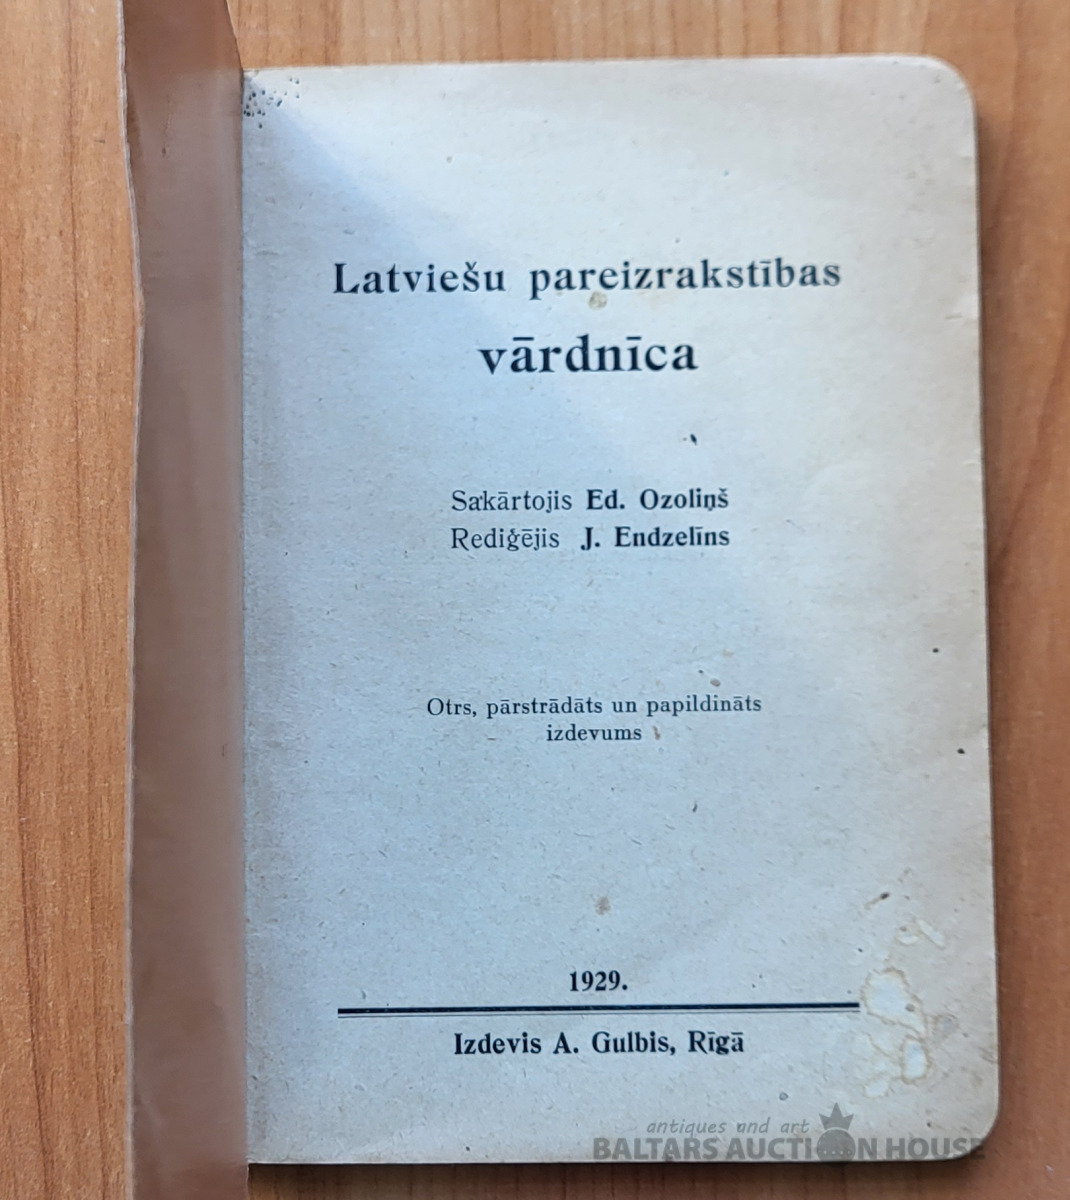 Latviešu pareizrakstības
vārdnīca
Sakārtojis Ed. Ozoliņš
Rediģējis J. Endzelīns
Otrs, pārstrādāts un papildināts
izdevums
1929.
Izdevis A. Gulbis, Rīgā
antiques and art
BALTARS AUCTION HOUSE